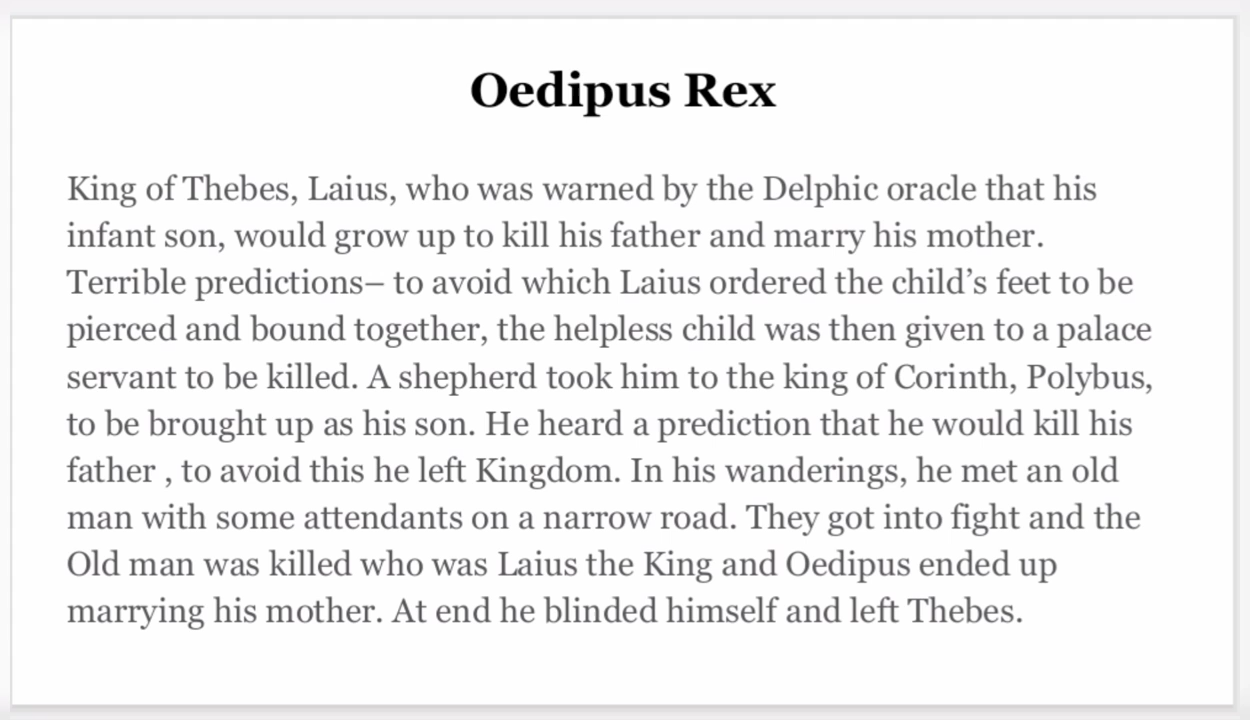 Oedipus Rex
King of Thebes, Laius, who was warned by the Delphic oracle that his
infant son, would grow up to kill his father and marry his mother.
Terrible predictions– to avoid which Laius ordered the child’s feet to be
pierced and bound together, the helpless child was then given to a palace
servant to be killed. A shepherd took him to the king of Corinth, Polybus,
to be brought up as his son. He heard a prediction that he would kill his
father , to avoid this he left Kingdom. In his wanderings, he met an old
man with some attendants on a narrow road. They got into fight and the
Old man was killed who was Laius the King and Oedipus ended up
marrying his mother. At end he blinded himself and left Thebes.